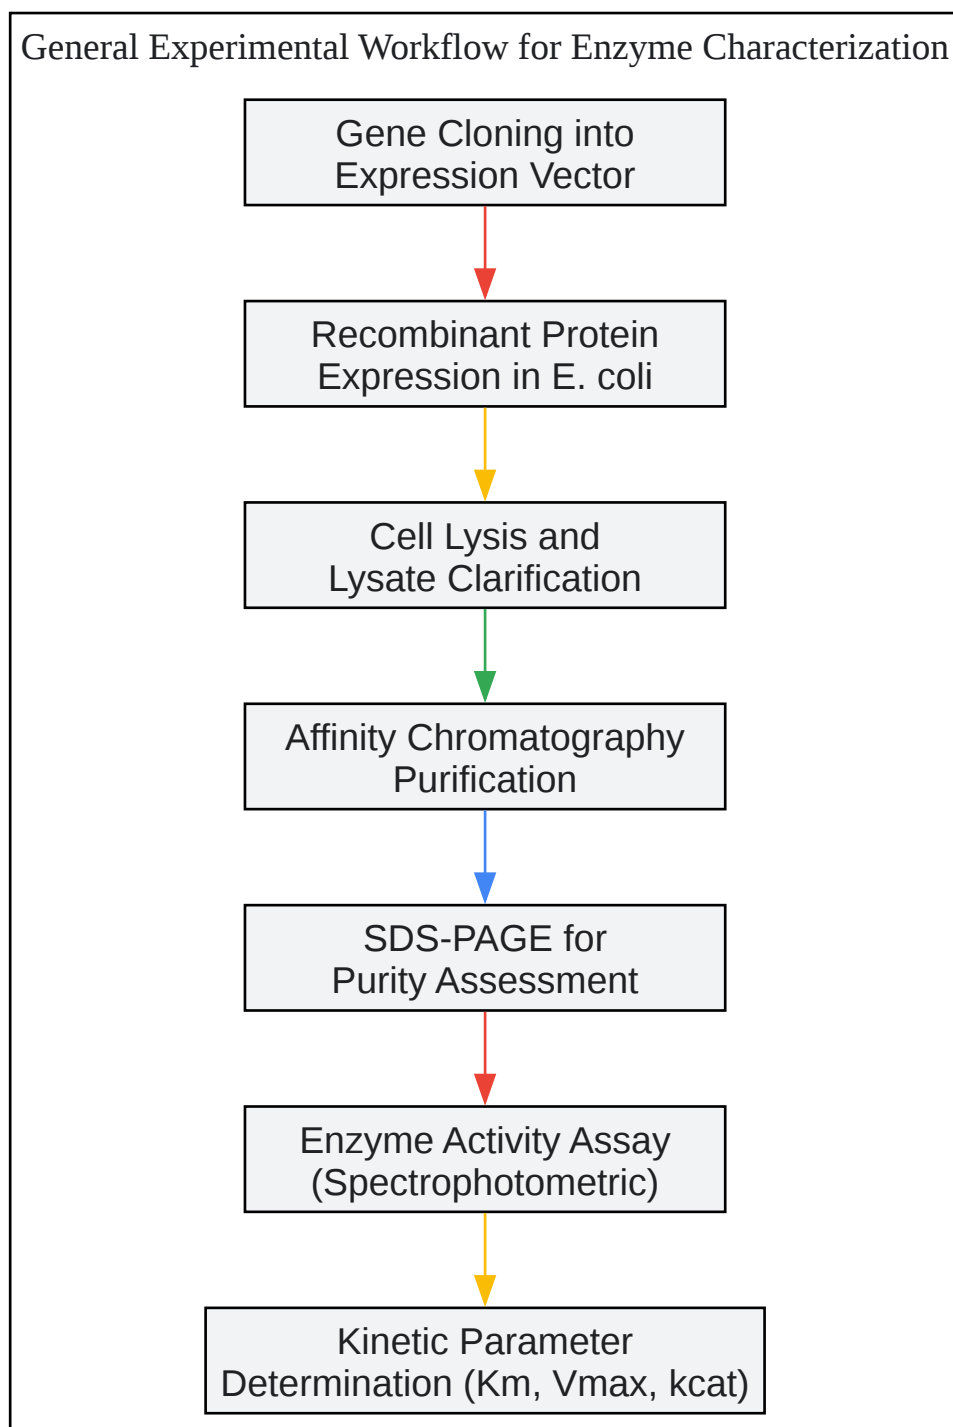 General Experimental Workflow for Enzyme Characterization
Gene Cloning into
Expression Vector
Recombinant Protein
Expression in E. coli
Cell Lysis and
Lysate Clarification
Affinity Chromatography
Purification
SDS-PAGE for
Purity Assessment
Enzyme Activity Assay
(Spectrophotometric)
Kinetic Parameter
Determination (Km, Vmax, kcat)